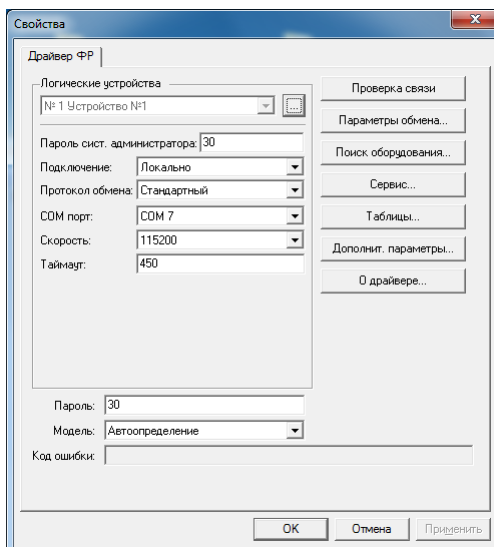 Свойства
Драйвер ФР
Логические устройства
№ 1 Устройство №1
...
Проверка связи
Параметры обмена...
Пароль сист. администратора: 30
Поиск оборудования...
Подключение: Локально
Протокол обмена: Стандартный
Сервис...
COM порт: COM 7
Таблицы...
Скорость: 115200
Дополнит. параметры...
Таймаут: 450
О драйвере...
Пароль: 30
Модель: Автоопределение
Код ошибки:
OK
Отмена
Применить